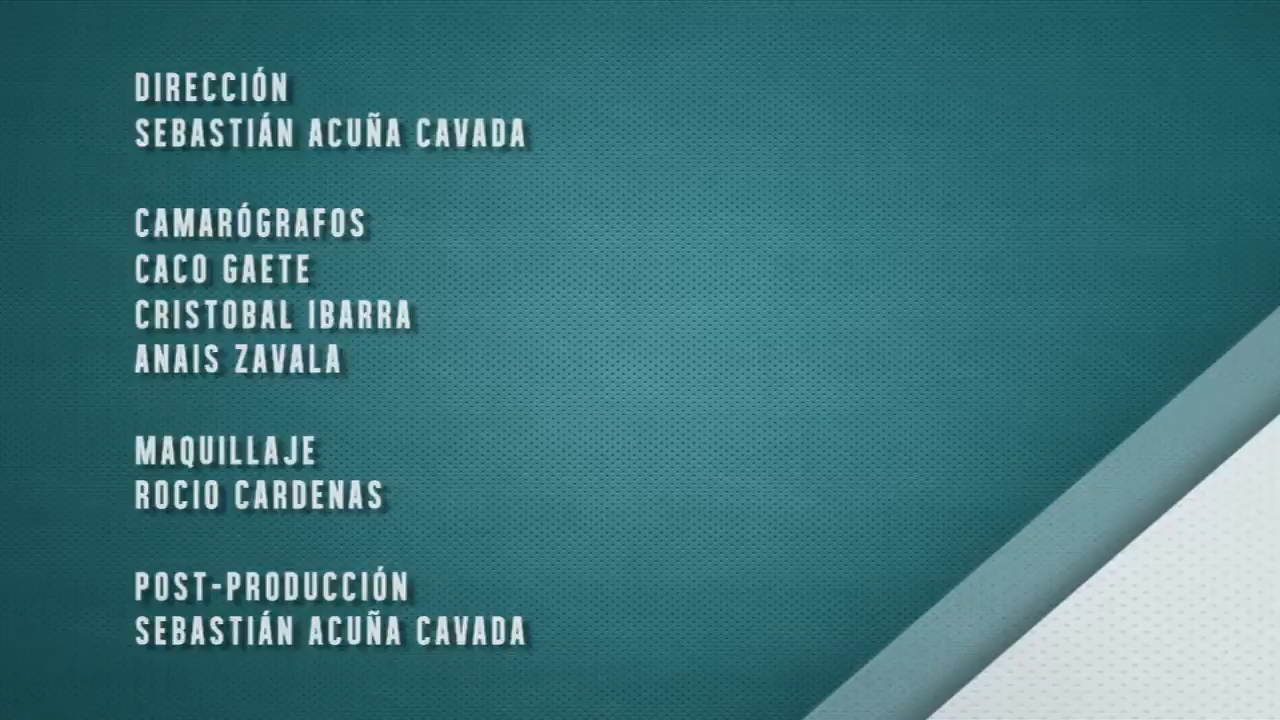 DIRECCIÓN
SEBASTIÁN ACUÑA CAVADA
CAMARÓGRAFOS
CACO GAETE
CRISTOBAL IBARRA
ANAIS ZAVALA
MAQUILLAJE
ROCIO CARDENAS
POST-PRODUCCIÓN
SEBASTIÁN ACUÑA CAVADA